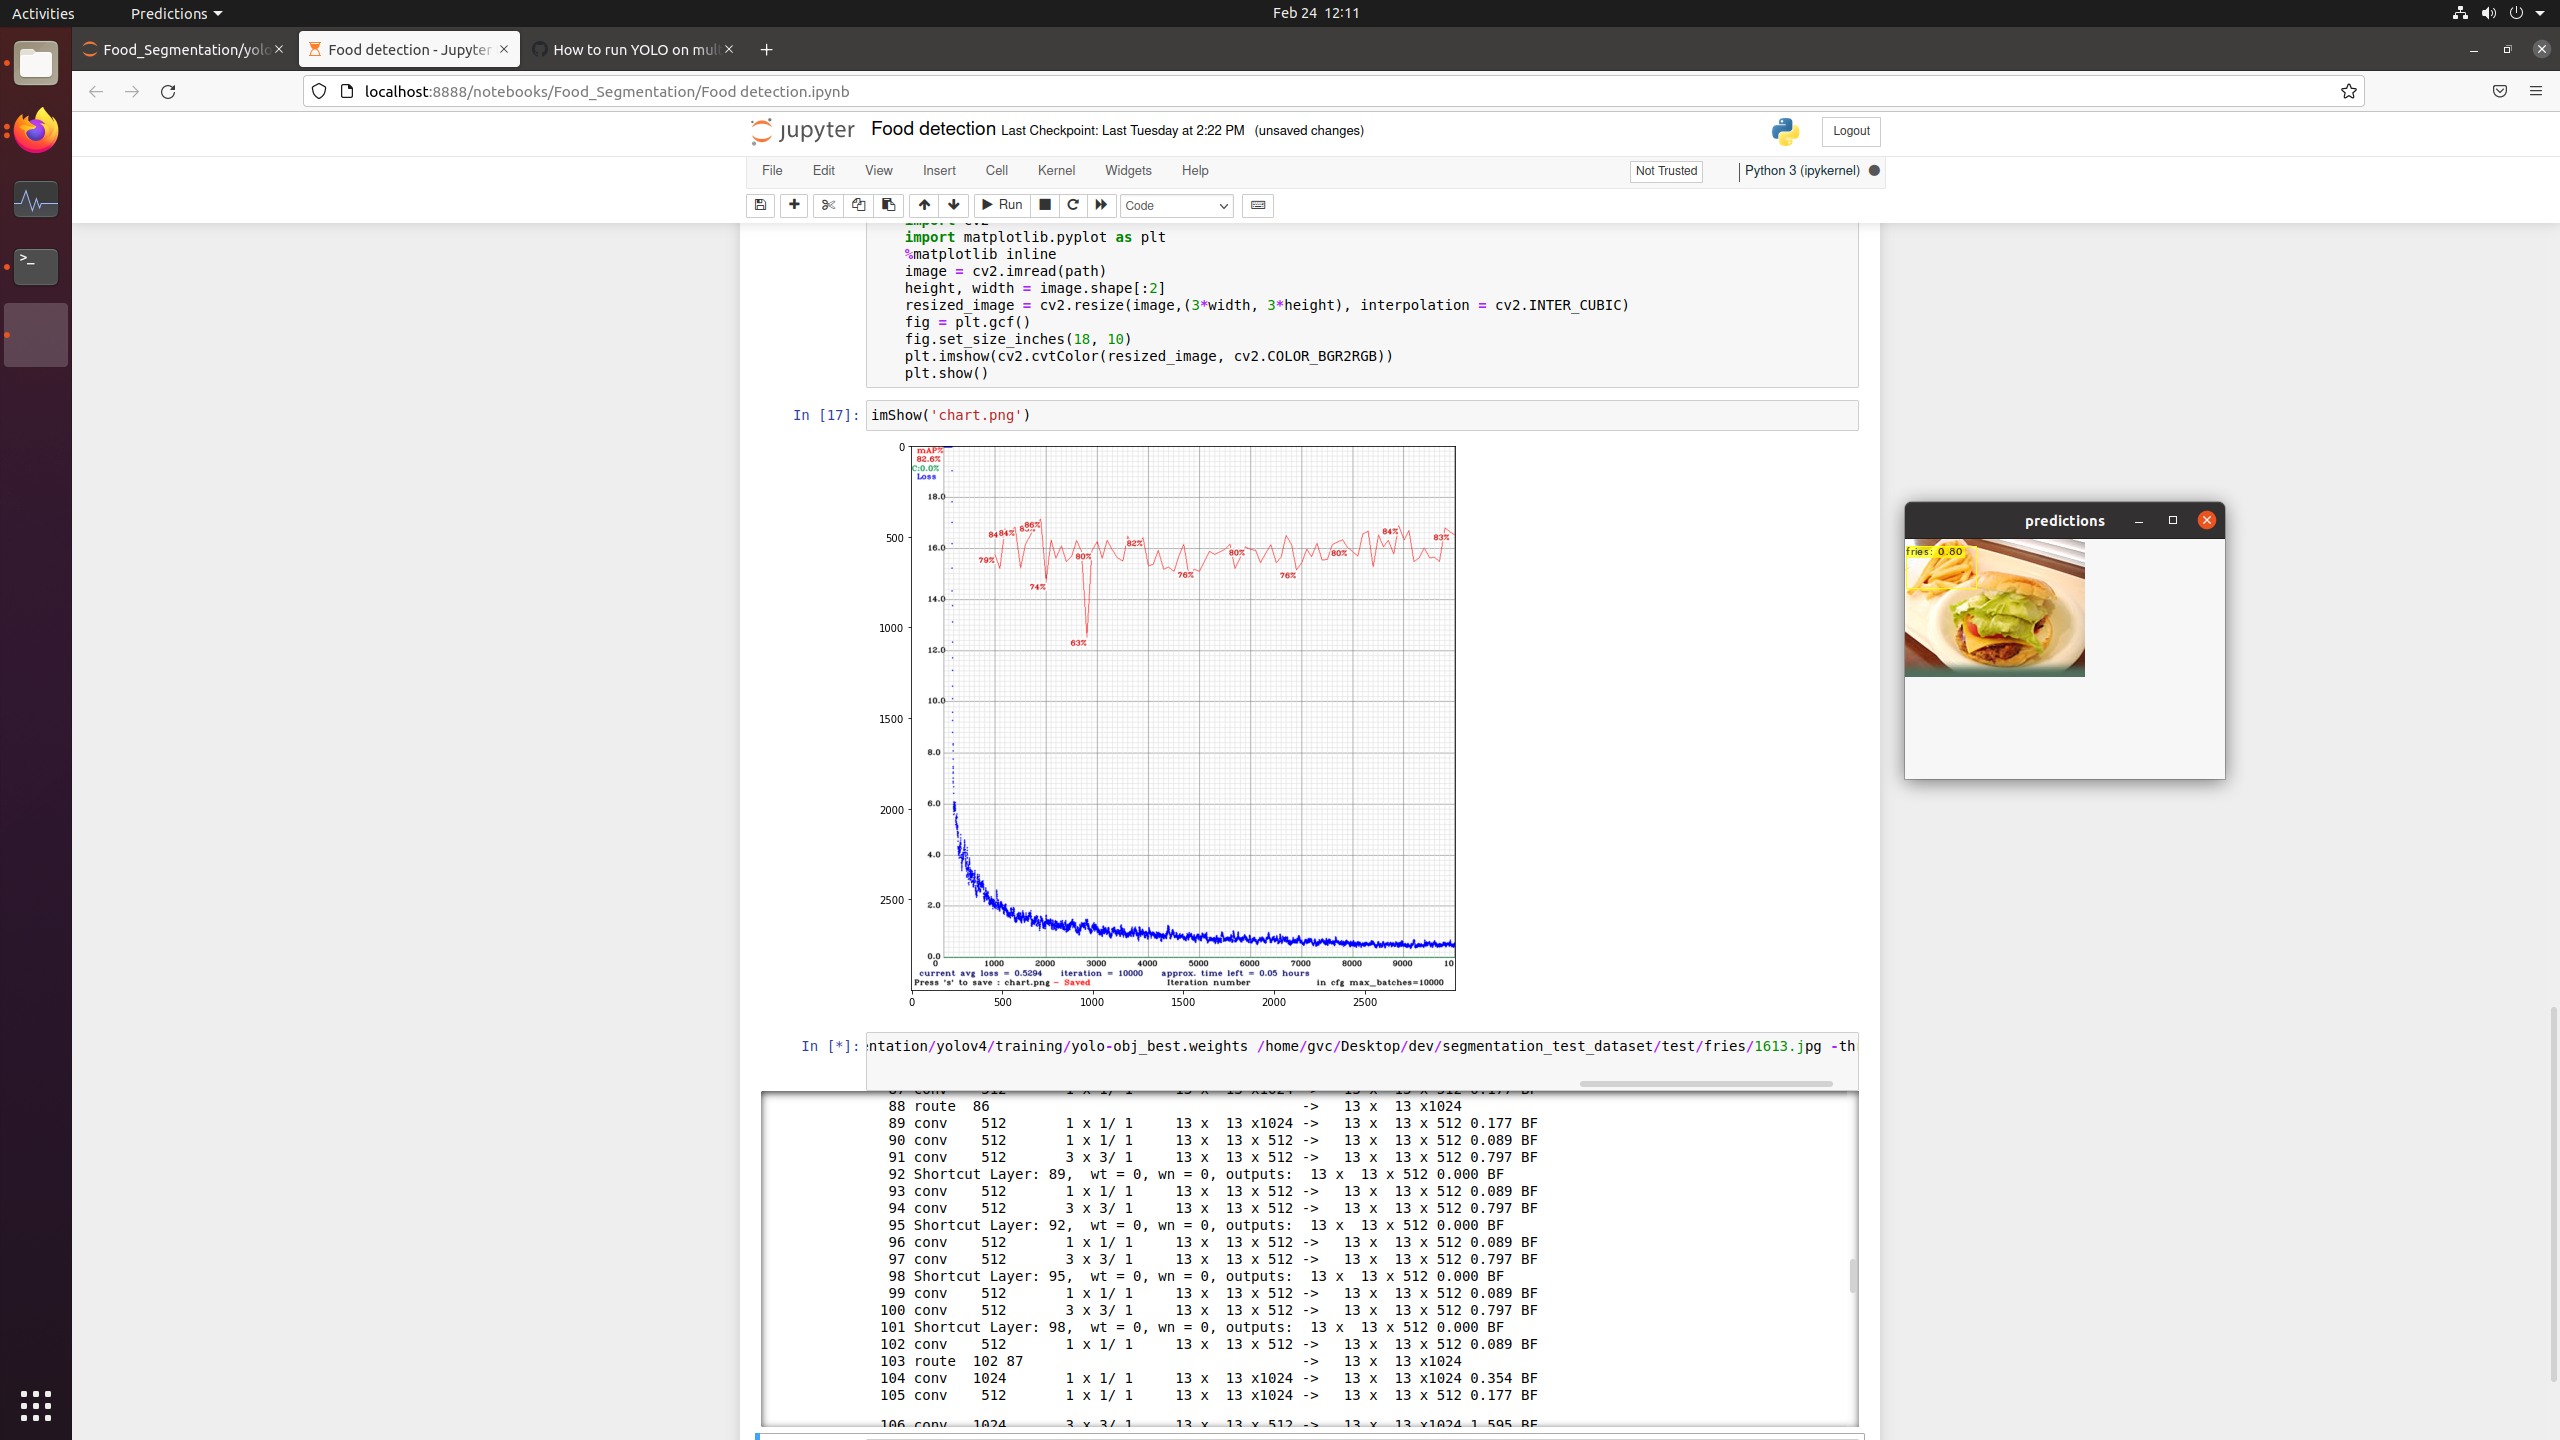 Activities
Predictions
Feb 24 12:11
Food_Segmentation/yolo
Food detection - Jupyter
How to run YOLO on mul
localhost:8888/notebooks/Food_Segmentation/Food detection.ipynb
jupyter
Food detection Last Checkpoint: Last Tuesday at 2:22 PM (unsaved changes)
Logout
File Edit View Insert Cell Kernel Widgets Help
Not Trusted
Python 3 (ipykernel)
Run
Code
import cv2
import matplotlib.pyplot as plt
%matplotlib inline
image = cv2.imread(path)
height, width = image.shape[:2]
resized_image = cv2.resize(image,(3*width, 3*height), interpolation = cv2.INTER_CUBIC)
fig = plt.gcf()
fig.set_size_inches(18, 10)
plt.imshow(cv2.cvtColor(resized_image, cv2.COLOR_BGR2RGB))
plt.show()
In [17]: imShow('chart.png')
0
500
1000
1500
2000
2500
mAP%
82.6%
C:0.0%
Loss
18.0
16.0
14.0
12.0
10.0
8.0
6.0
4.0
2.0
0.0
79% 84% 86% 74% 80% 63% 82% 76% 80% 76% 80% 84% 83%
0 1000 2000 3000 4000 5000 6000 7000 8000 9000 10
current avg loss = 0.5294 iteration = 10000 approx. time left = 0.05 hours
Press 's' to save : chart.png - Saved Iteration number in cfg max_batches=10000
0 500 1000 1500 2000 2500
predictions
fries: 0.80
In [*]: entation/yolov4/training/yolo-obj_best.weights /home/gvc/Desktop/dev/segmentation_test_dataset/test/fries/1613.jpg -th
87 conv 512 1 x 1/ 1 13 x 13 x1024 -> 13 x 13 x 512 0.177 BF
88 route 86 -> 13 x 13 x1024
89 conv 512 1 x 1/ 1 13 x 13 x1024 -> 13 x 13 x 512 0.177 BF
90 conv 512 1 x 1/ 1 13 x 13 x 512 -> 13 x 13 x 512 0.089 BF
91 conv 512 3 x 3/ 1 13 x 13 x 512 -> 13 x 13 x 512 0.797 BF
92 Shortcut Layer: 89, wt = 0, wn = 0, outputs: 13 x 13 x 512 0.000 BF
93 conv 512 1 x 1/ 1 13 x 13 x 512 -> 13 x 13 x 512 0.089 BF
94 conv 512 3 x 3/ 1 13 x 13 x 512 -> 13 x 13 x 512 0.797 BF
95 Shortcut Layer: 92, wt = 0, wn = 0, outputs: 13 x 13 x 512 0.000 BF
96 conv 512 1 x 1/ 1 13 x 13 x 512 -> 13 x 13 x 512 0.089 BF
97 conv 512 3 x 3/ 1 13 x 13 x 512 -> 13 x 13 x 512 0.797 BF
98 Shortcut Layer: 95, wt = 0, wn = 0, outputs: 13 x 13 x 512 0.000 BF
99 conv 512 1 x 1/ 1 13 x 13 x 512 -> 13 x 13 x 512 0.089 BF
100 conv 512 3 x 3/ 1 13 x 13 x 512 -> 13 x 13 x 512 0.797 BF
101 Shortcut Layer: 98, wt = 0, wn = 0, outputs: 13 x 13 x 512 0.000 BF
102 conv 512 1 x 1/ 1 13 x 13 x 512 -> 13 x 13 x 512 0.089 BF
103 route 102 87 -> 13 x 13 x1024
104 conv 1024 1 x 1/ 1 13 x 13 x1024 -> 13 x 13 x1024 0.354 BF
105 conv 512 1 x 1/ 1 13 x 13 x1024 -> 13 x 13 x 512 0.177 BF
106 conv 1024 3 x 3/ 1 13 x 13 x 512 -> 13 x 13 x1024 1.595 BF